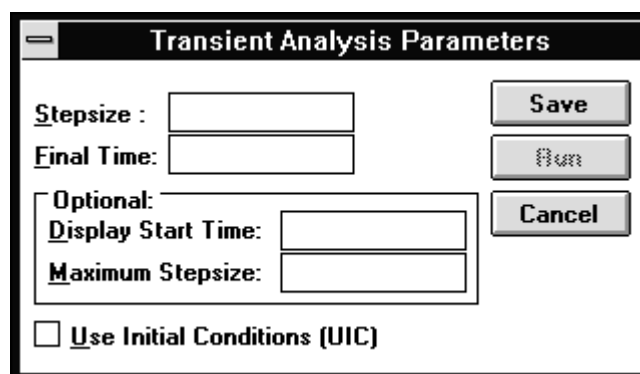 Transient Analysis Parameters
Stepsize :
Save
Final Time:
Run
Optional:
Cancel
Display Start Time:
Maximum Stepsize:
Use Initial Conditions (UIC)